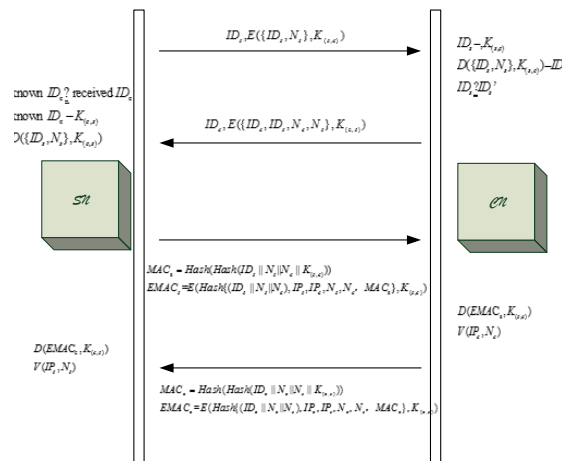 ID_s, E({ID_s, N_s}, K_(s,c))
ID_s –, K_(s,c)
D({ID_s, N_s}, K_(s,c)) – ID
ID_s ?= ID_s'
nown ID_c ?= received ID_c
nown ID_c – K_(c,s)
D({ID_s, N_s}, K_(c,s))
ID_c, E({ID_c, ID_s, N_c, N_s}, K_(c,s))
SN
CN
MAC_s = Hash(Hash(ID_s || N_s || N_c || K_(s,c)))
EMAC_s = E(Hash{(ID_s || N_s || N_c), IP_s, IP_c, N_s, N_c, MAC_s}, K_(s,c))
D(EMAC_s, K_(s,c))
V(IP_c, N_c)
D(EMAC_c, K_(c,s))
V(IP_s, N_s)
MAC_c = Hash(Hash(ID_c || N_c || N_s || K_(c,s)))
EMAC_c = E(Hash{(ID_c || N_c || N_s), IP_c, IP_s, N_c, N_s, MAC_c}, K_(c,s))